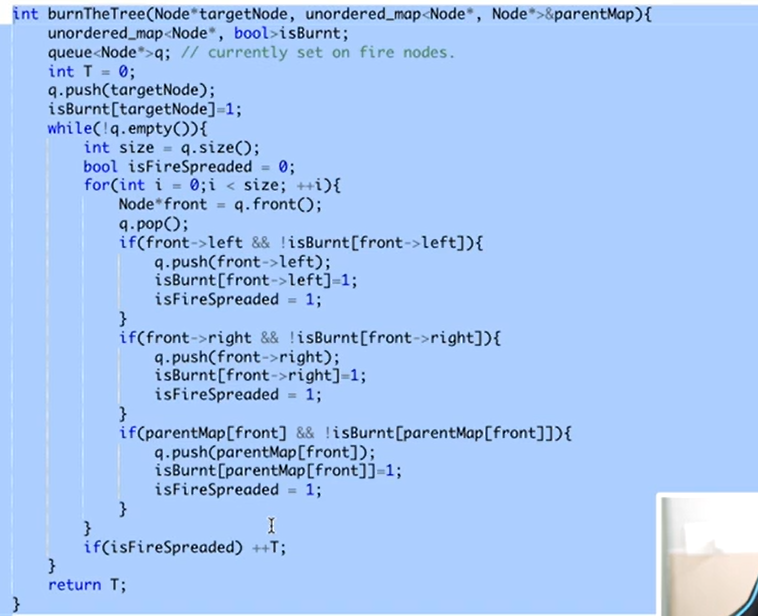 int burnTheTree(Node*targetNode, unordered_map<Node*, Node*>&parentMap){
    unordered_map<Node*, bool>isBurnt;
    queue<Node*>q; // currently set on fire nodes.
    int T = 0;
    q.push(targetNode);
    isBurnt[targetNode]=1;
    while(!q.empty()){
        int size = q.size();
        bool isFireSpreaded = 0;
        for(int i = 0;i < size; ++i){
            Node*front = q.front();
            q.pop();
            if(front->left && !isBurnt[front->left]){
                q.push(front->left);
                isBurnt[front->left]=1;
                isFireSpreaded = 1;
            }
            if(front->right && !isBurnt[front->right]){
                q.push(front->right);
                isBurnt[front->right]=1;
                isFireSpreaded = 1;
            }
            if(parentMap[front] && !isBurnt[parentMap[front]]){
                q.push(parentMap[front]);
                isBurnt[parentMap[front]]=1;
                isFireSpreaded = 1;
            }
        }
        if(isFireSpreaded) ++T;
    }
    return T;
}